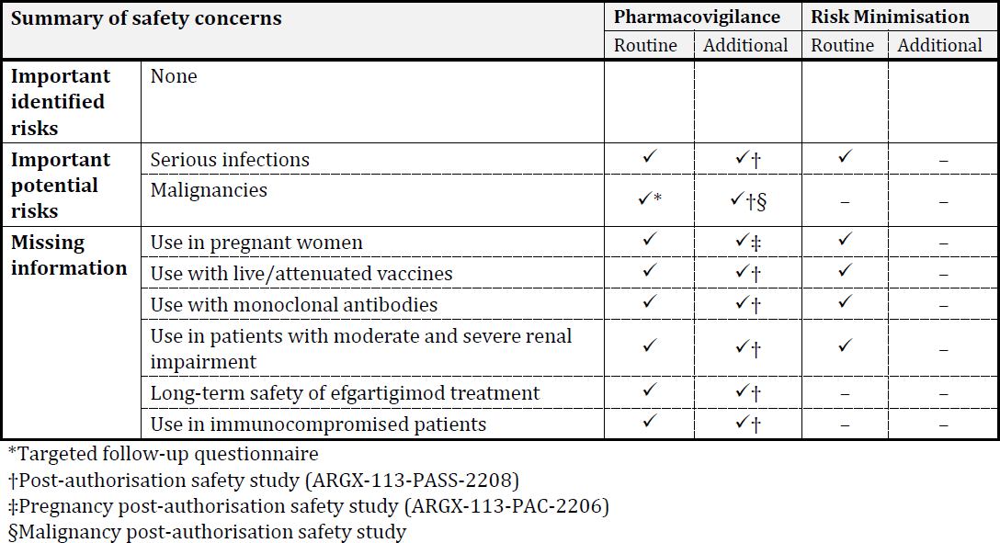 Summary of safety concerns Pharmacovigilance Risk Minimisation
Routine Additional Routine Additional
Important identified risks None
Important potential risks Serious infections ✓ ✓† ✓ –
Malignancies ✓* ✓†§ – –
Missing information Use in pregnant women ✓ ✓‡ ✓ –
Use with live/attenuated vaccines ✓ ✓† ✓ –
Use with monoclonal antibodies ✓ ✓† ✓ –
Use in patients with moderate and severe renal impairment ✓ ✓† ✓ –
Long-term safety of efgartigimod treatment ✓ ✓† – –
Use in immunocompromised patients ✓ ✓† – –
*Targeted follow-up questionnaire
†Post-authorisation safety study (ARGX-113-PASS-2208)
‡Pregnancy post-authorisation safety study (ARGX-113-PAC-2206)
§Malignancy post-authorisation safety study